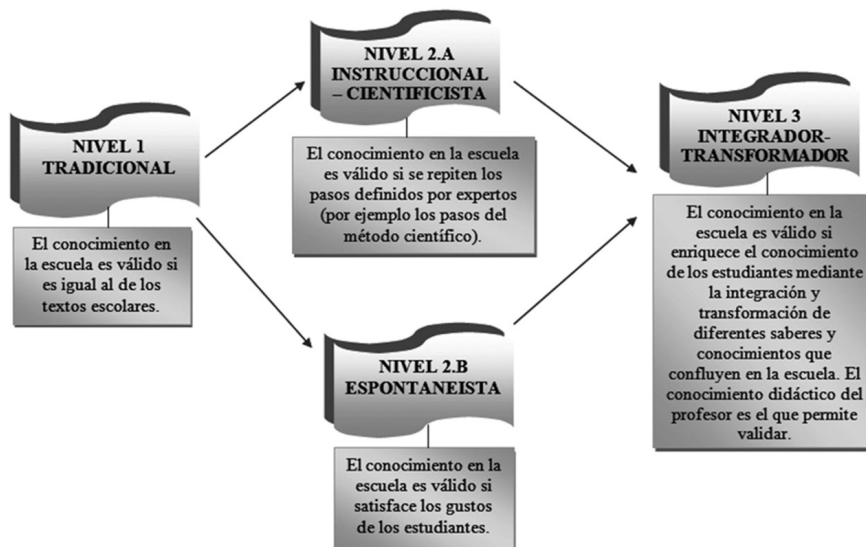 NIVEL 1
TRADICIONAL
El conocimiento en
la escuela es válido si
es igual al de los
textos escolares.
NIVEL 2.A
INSTRUCCIONAL
– CIENTIFICISTA
El conocimiento en la escuela
es válido si se repiten los
pasos definidos por expertos
(por ejemplo los pasos del
método científico).
NIVEL 2.B
ESPONTANEISTA
El conocimiento en la
escuela es válido si
satisface los gustos
de los estudiantes.
NIVEL 3
INTEGRADOR-
TRANSFORMADOR
El conocimiento en la
escuela es válido si
enriquece el conocimiento
de los estudiantes mediante
la integración y
transformación de
diferentes saberes y
conocimientos que
confluyen en la escuela. El
conocimiento didáctico del
profesor es el que permite
validar.